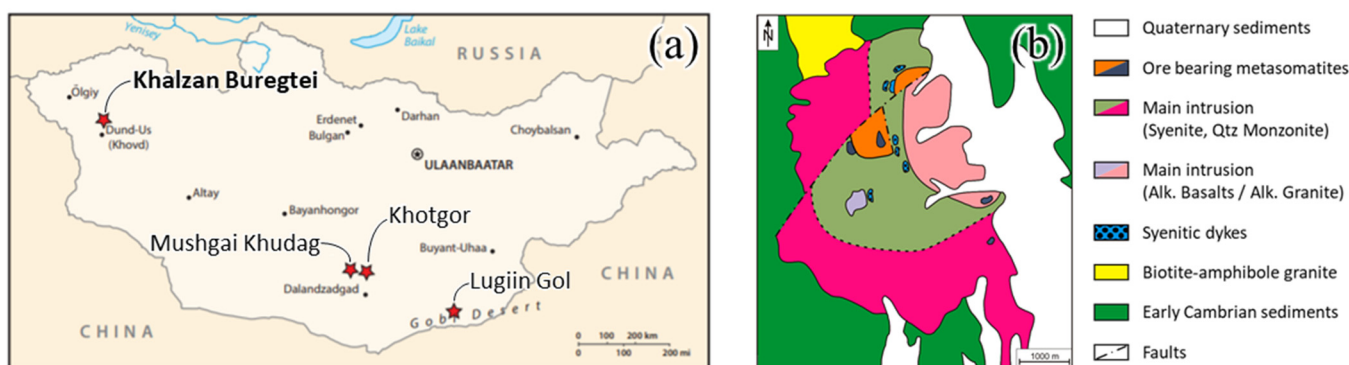 (a)
Yenisey
Lake
Baikal
RUSSIA
Khalzan Buregtei
Ölgiy
Dund-Us
(Khovd)
Erdenet
Bulgan
Darhan
Choybalsan
ULAANBAATAR
Altay
Bayanhongor
Khotgor
Mushgai Khudag
Buyant-Uhaa
Dalandzadgad
Lugiin Gol
Gobi Desert
CHINA
CHINA
0 100 200 km
0 100 200 mi
(b)
N
1000 m
Quaternary sediments
Ore bearing metasomatites
Main intrusion
(Syenite, Qtz Monzonite)
Main intrusion
(Alk. Basalts / Alk. Granite)
Syenitic dykes
Biotite-amphibole granite
Early Cambrian sediments
Faults